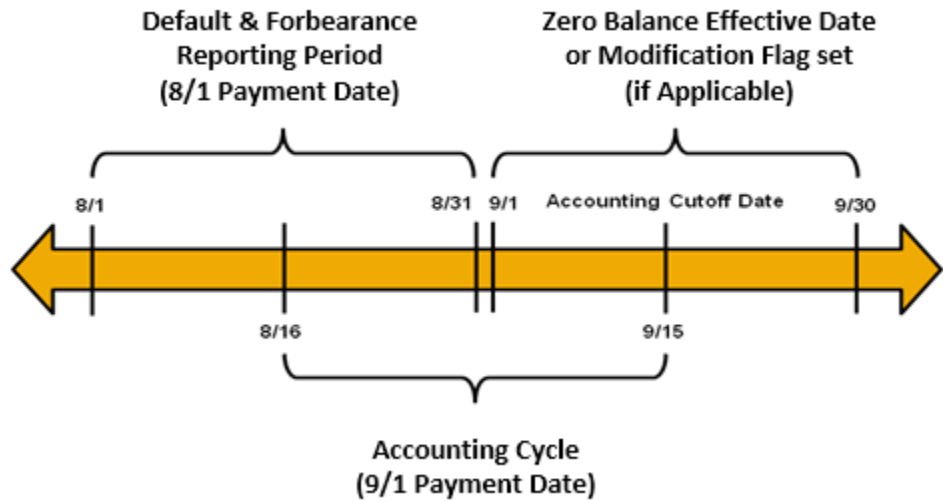 Default & Forbearance
Reporting Period
(8/1 Payment Date)
Zero Balance Effective Date
or Modification Flag set
(if Applicable)
8/1
8/31
9/1
Accounting Cutoff Date
9/30
8/16
9/15
Accounting Cycle
(9/1 Payment Date)